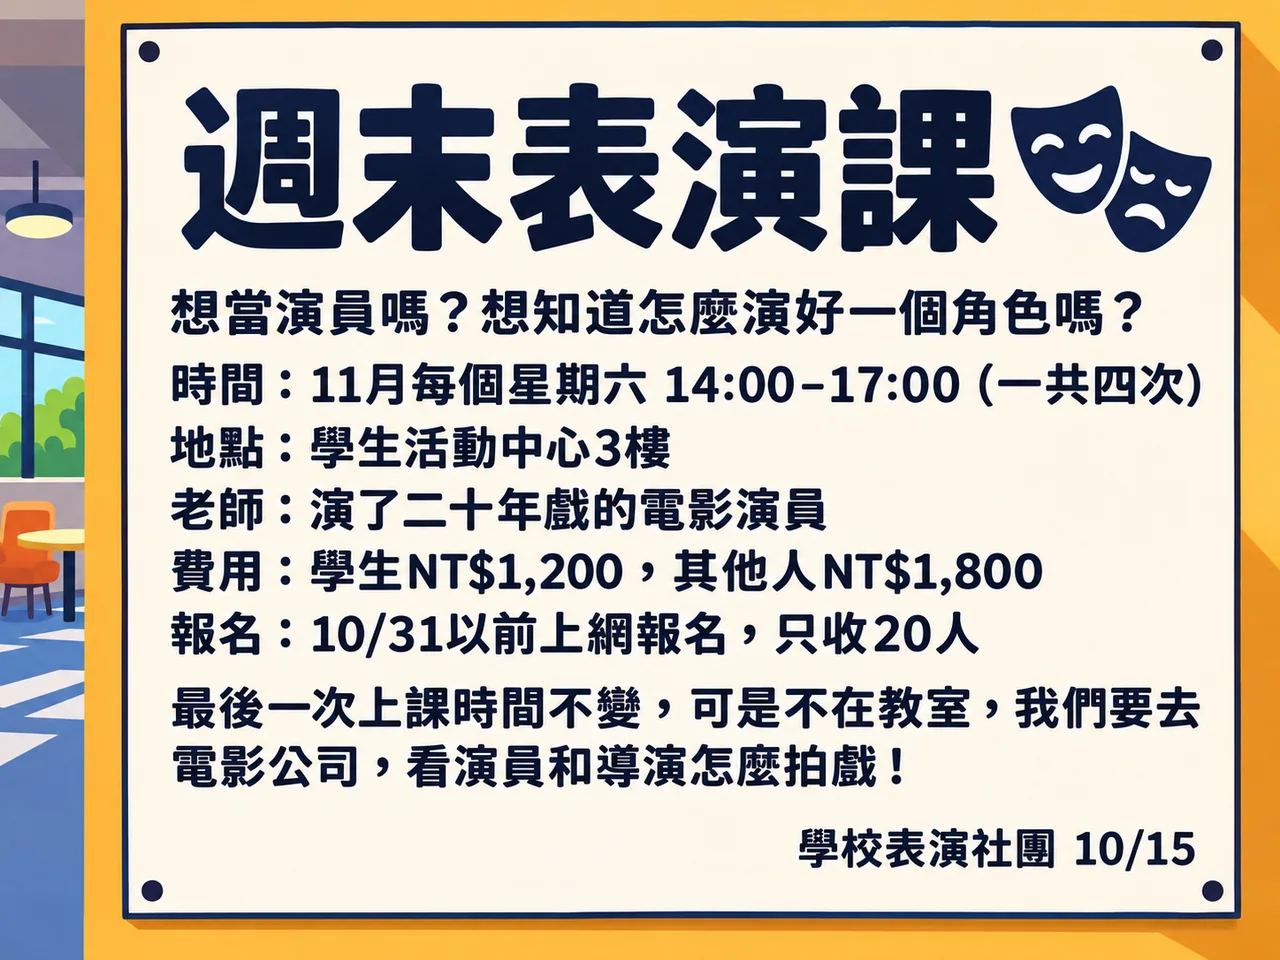 週末表演課
想當演員嗎？想知道怎麼演好一個角色嗎？
時間：11月每個星期六 14:00–17:00（一共四次）
地點：學生活動中心3樓
老師：演了二十年戲的電影演員
費用：學生NT$1,200，其他人NT$1,800
報名：10/31以前上網報名，只收20人
最後一次上課時間不變，可是不在教室，我們要去
電影公司，看演員和導演怎麼拍戲！
學校表演社團 10/15